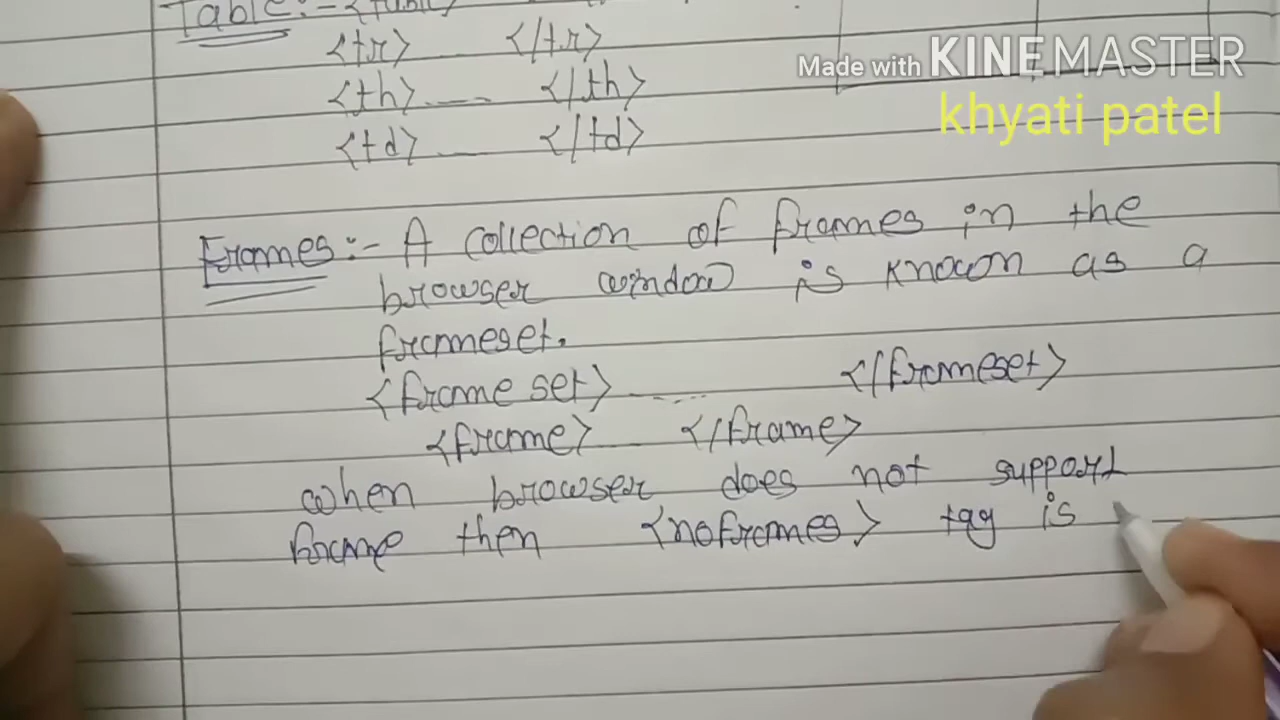 Table:- <table>
<tr> </tr>
<th> ---- </th>
<td> ---- </td>
Made with KINEMASTER
khyati patel
Frames:- A collection of frames in the
browser window is known as a
frameset.
<frame set> ------ </frameset>
<frame> ---- </frame>
when browser does not support
frame then <noframes> tag is